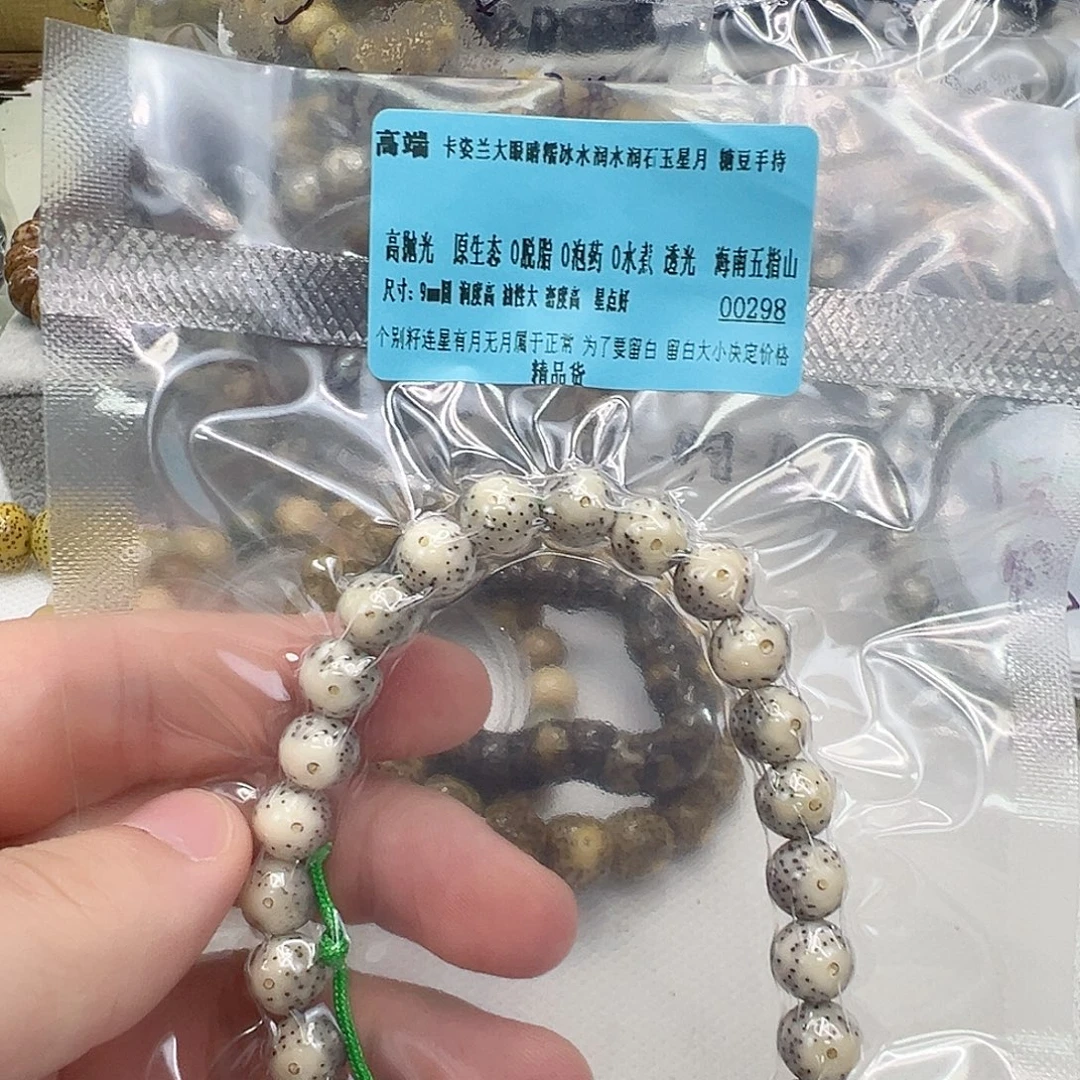 高端 卡姿兰大眼睛糯冰水润水润石玉星月 糖豆手持
高抛光 原生态 0脱脂 0泡药 0水煮 透光 海南五指山
尺寸：9mm圆 润度高 油性大 密度高 星点好 00298
个别籽连星有月无月属于正常 为了要留白 留白大小决定价格
精品货